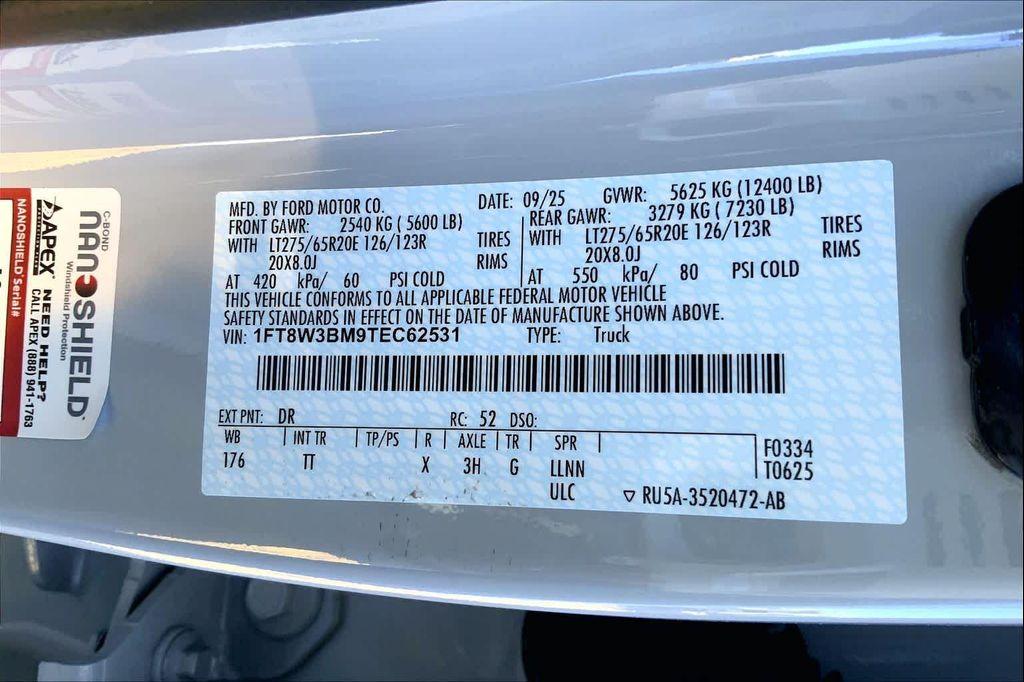 MFD. BY FORD MOTOR CO. DATE: 09/25 GVWR: 5625 KG (12400 LB)
FRONT GAWR: 2540 KG ( 5600 LB) REAR GAWR: 3279 KG ( 7230 LB)
WITH LT275/65R20E 126/123R TIRES WITH LT275/65R20E 126/123R TIRES
20X8.0J RIMS 20X8.0J RIMS
AT 420 kPa/ 60 PSI COLD AT 550 kPa/ 80 PSI COLD
THIS VEHICLE CONFORMS TO ALL APPLICABLE FEDERAL MOTOR VEHICLE
SAFETY STANDARDS IN EFFECT ON THE DATE OF MANUFACTURE SHOWN ABOVE.
VIN: 1FT8W3BM9TEC62531 TYPE: Truck
EXT PNT: DR RC: 52 DSO:
WB INT TR TP/PS R AXLE TR SPR F0334
176 TT X 3H G LLNN T0625
ULC RU5A-3520472-AB
C-BOND
NANOSHIELD
Windshield Protection
APEX NEED HELP?
CALL APEX (888) 941-1763
NANOSHIELD Serial#